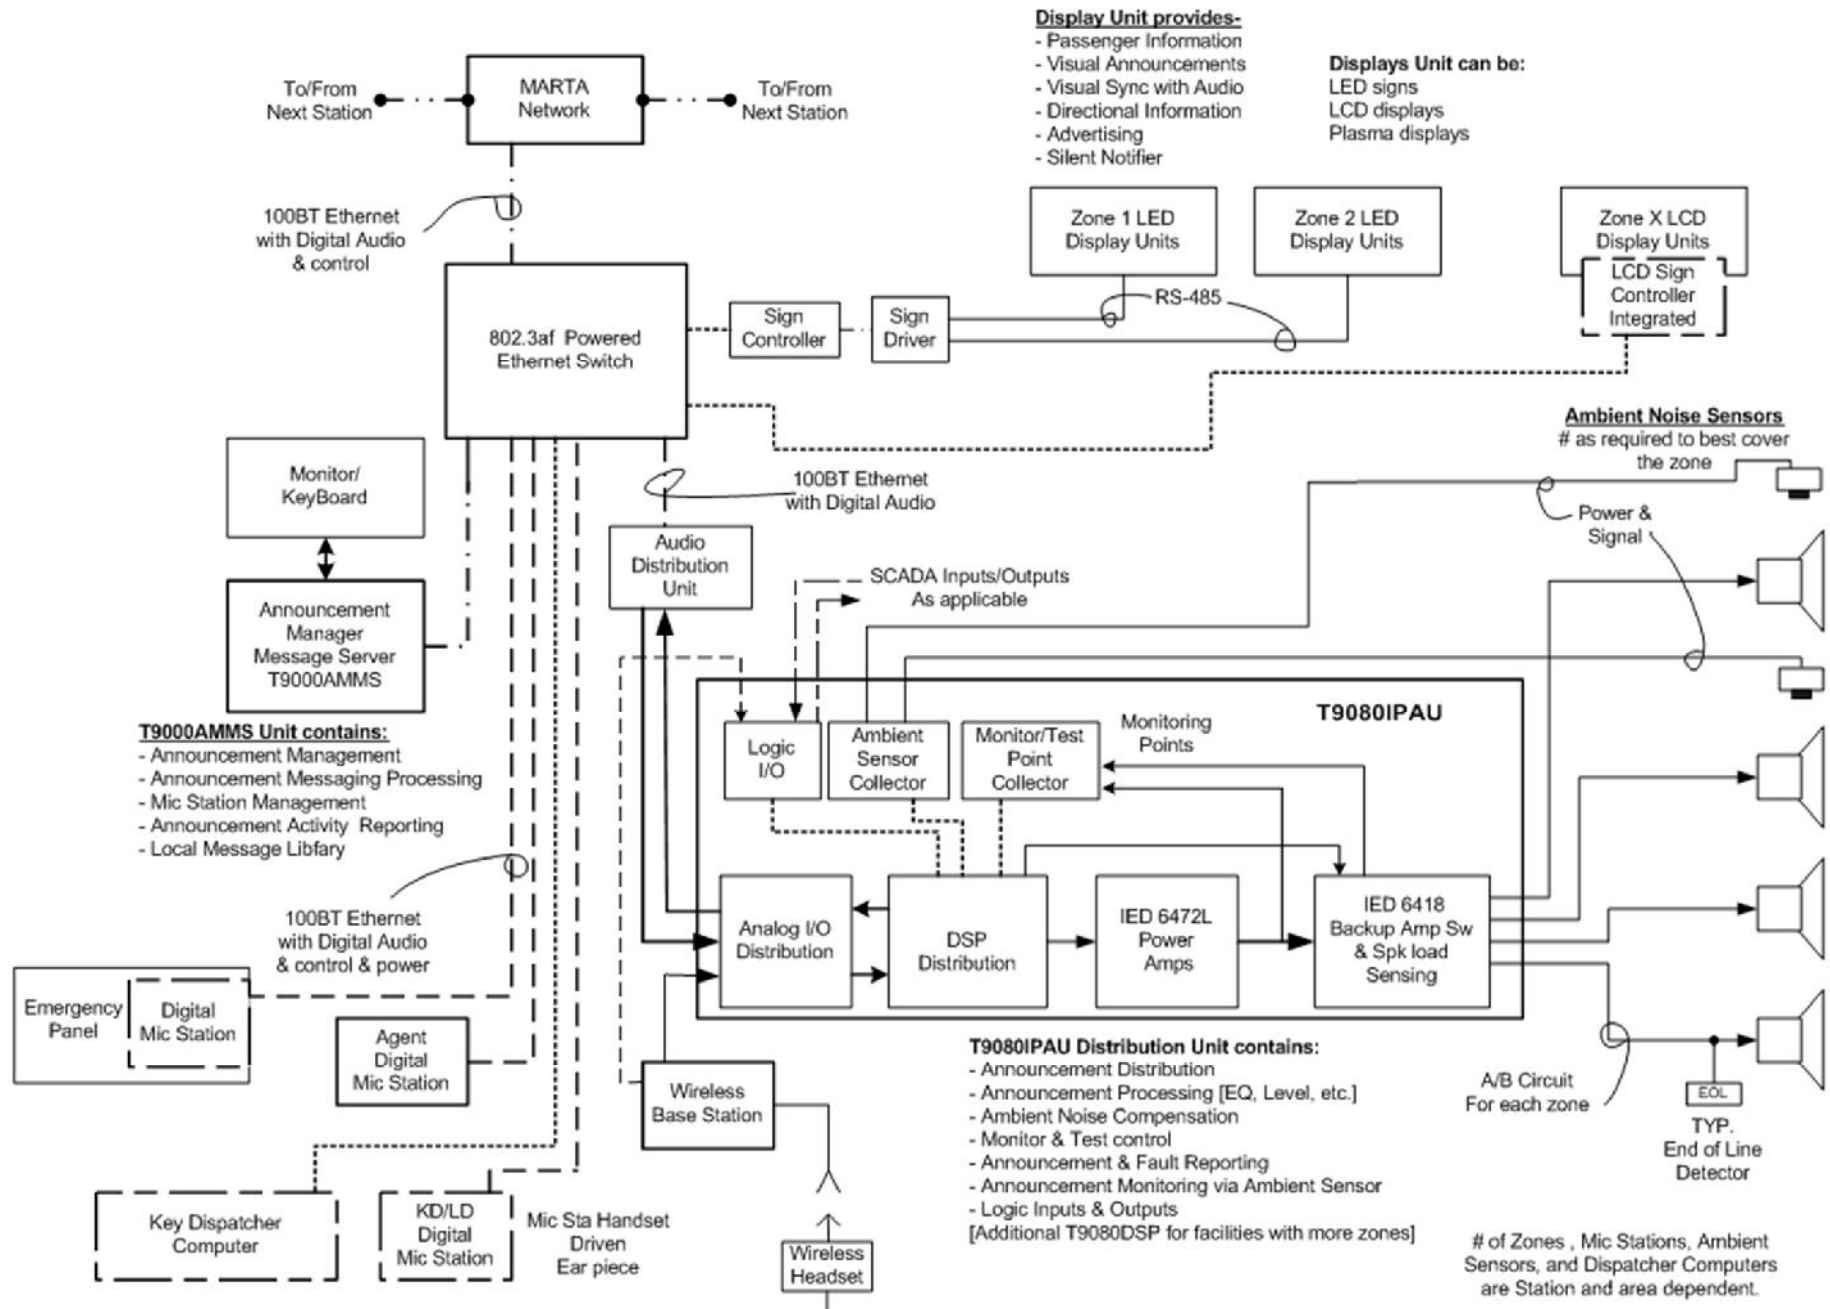 Display Unit provides-
- Passenger Information
- Visual Announcements
- Visual Sync with Audio
- Directional Information
- Advertising
- Silent Notifier
Displays Unit can be:
LED signs
LCD displays
Plasma displays
To/From
Next Station
MARTA
Network
To/From
Next Station
100BT Ethernet
with Digital Audio
& control
Zone 1 LED
Display Units
Zone 2 LED
Display Units
Zone X LCD
Display Units
LCD Sign
Controller
Integrated
RS-485
802.3af Powered
Ethernet Switch
Sign
Controller
Sign
Driver
Ambient Noise Sensors
# as required to best cover
the zone
Power &
Signal
Monitor/
KeyBoard
100BT Ethernet
with Digital Audio
Audio
Distribution
Unit
SCADA Inputs/Outputs
As applicable
Announcement
Manager
Message Server
T9000AMMS
T9000AMMS Unit contains:
- Announcement Management
- Announcement Messaging Processing
- Mic Station Management
- Announcement Activity Reporting
- Local Message Libfary
T9080IPAU
Logic
I/O
Ambient
Sensor
Collector
Monitor/Test
Point
Collector
Monitoring
Points
Analog I/O
Distribution
DSP
Distribution
IED 6472L
Power
Amps
IED 6418
Backup Amp Sw
& Spk load
Sensing
100BT Ethernet
with Digital Audio
& control & power
Emergency
Panel
Digital
Mic Station
Agent
Digital
Mic Station
Wireless
Base Station
T9080IPAU Distribution Unit contains:
- Announcement Distribution
- Announcement Processing [EQ, Level, etc.]
- Ambient Noise Compensation
- Monitor & Test control
- Announcement & Fault Reporting
- Announcement Monitoring via Ambient Sensor
- Logic Inputs & Outputs
[Additional T9080DSP for facilities with more zones]
A/B Circuit
For each zone
EOL
TYP.
End of Line
Detector
Key Dispatcher
Computer
KD/LD
Digital
Mic Station
Mic Sta Handset
Driven
Ear piece
Wireless
Headset
# of Zones , Mic Stations, Ambient
Sensors, and Dispatcher Computers
are Station and area dependent.